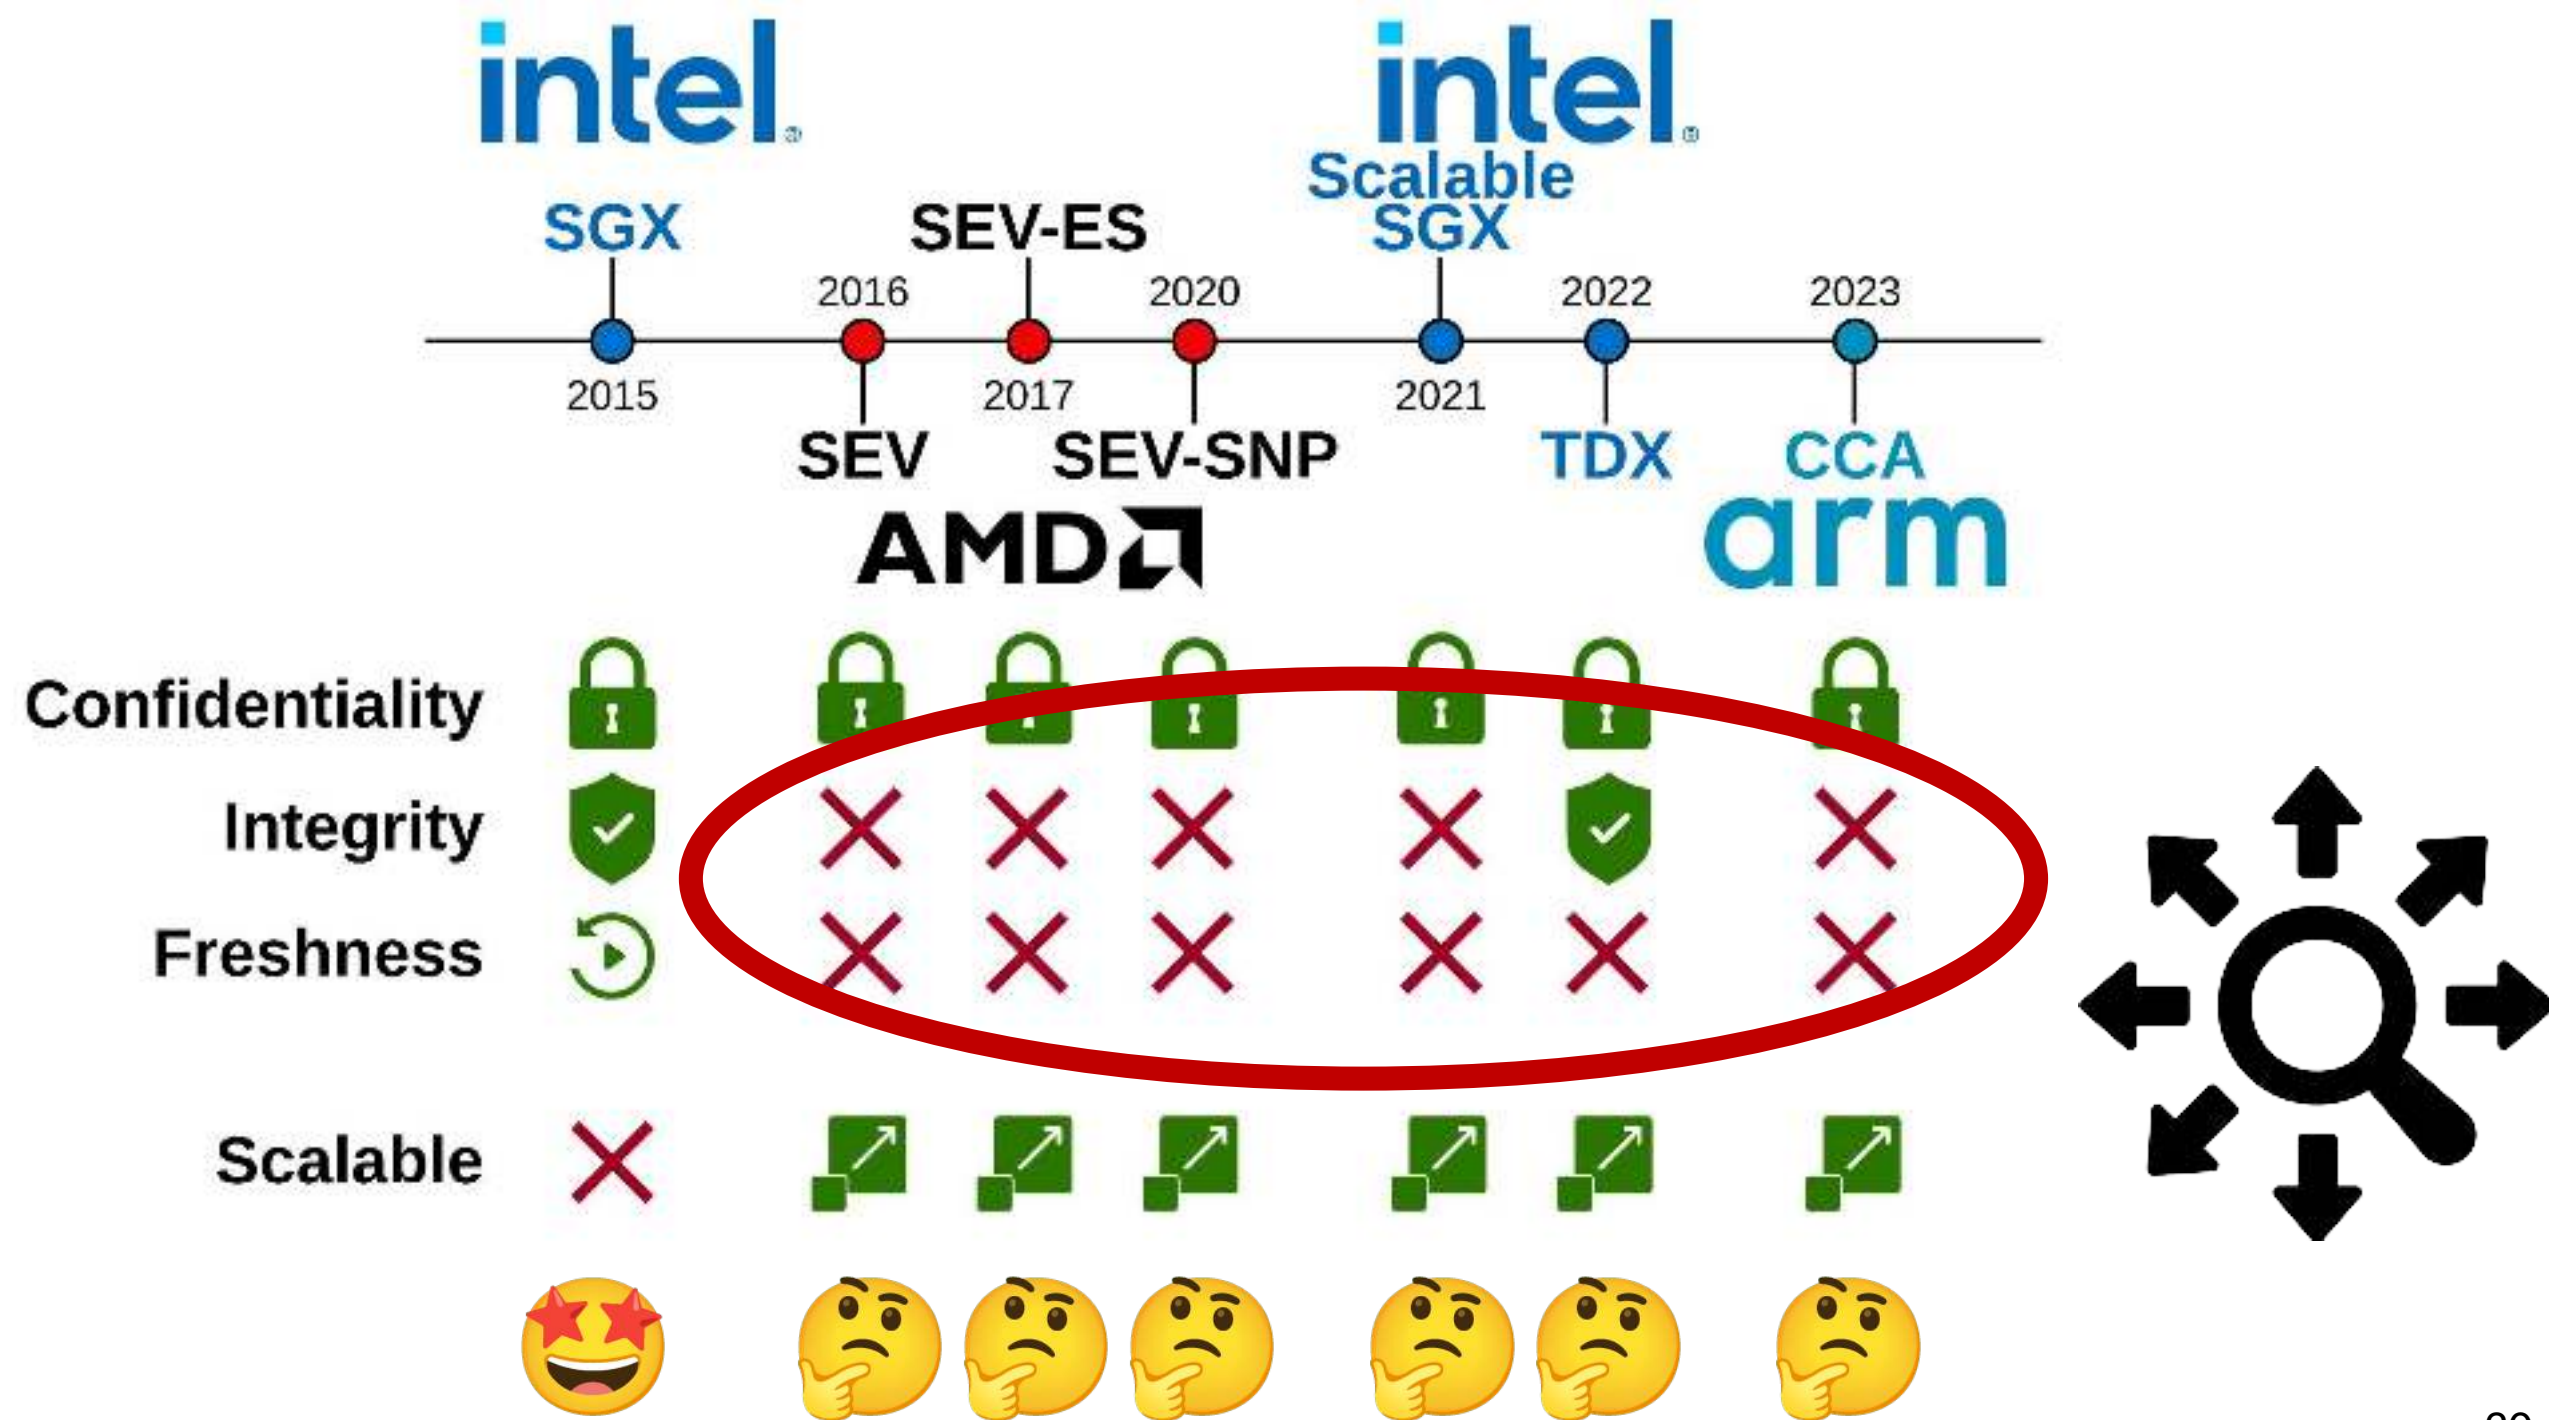 intel
intel
Scalable
SGX
SEV-ES
SGX
2016
2020
2022
2023
2015
2017
2021
SEV
SEV-SNP
TDX
CCA
AMD
arm
Confidentiality
Integrity
Freshness
Scalable